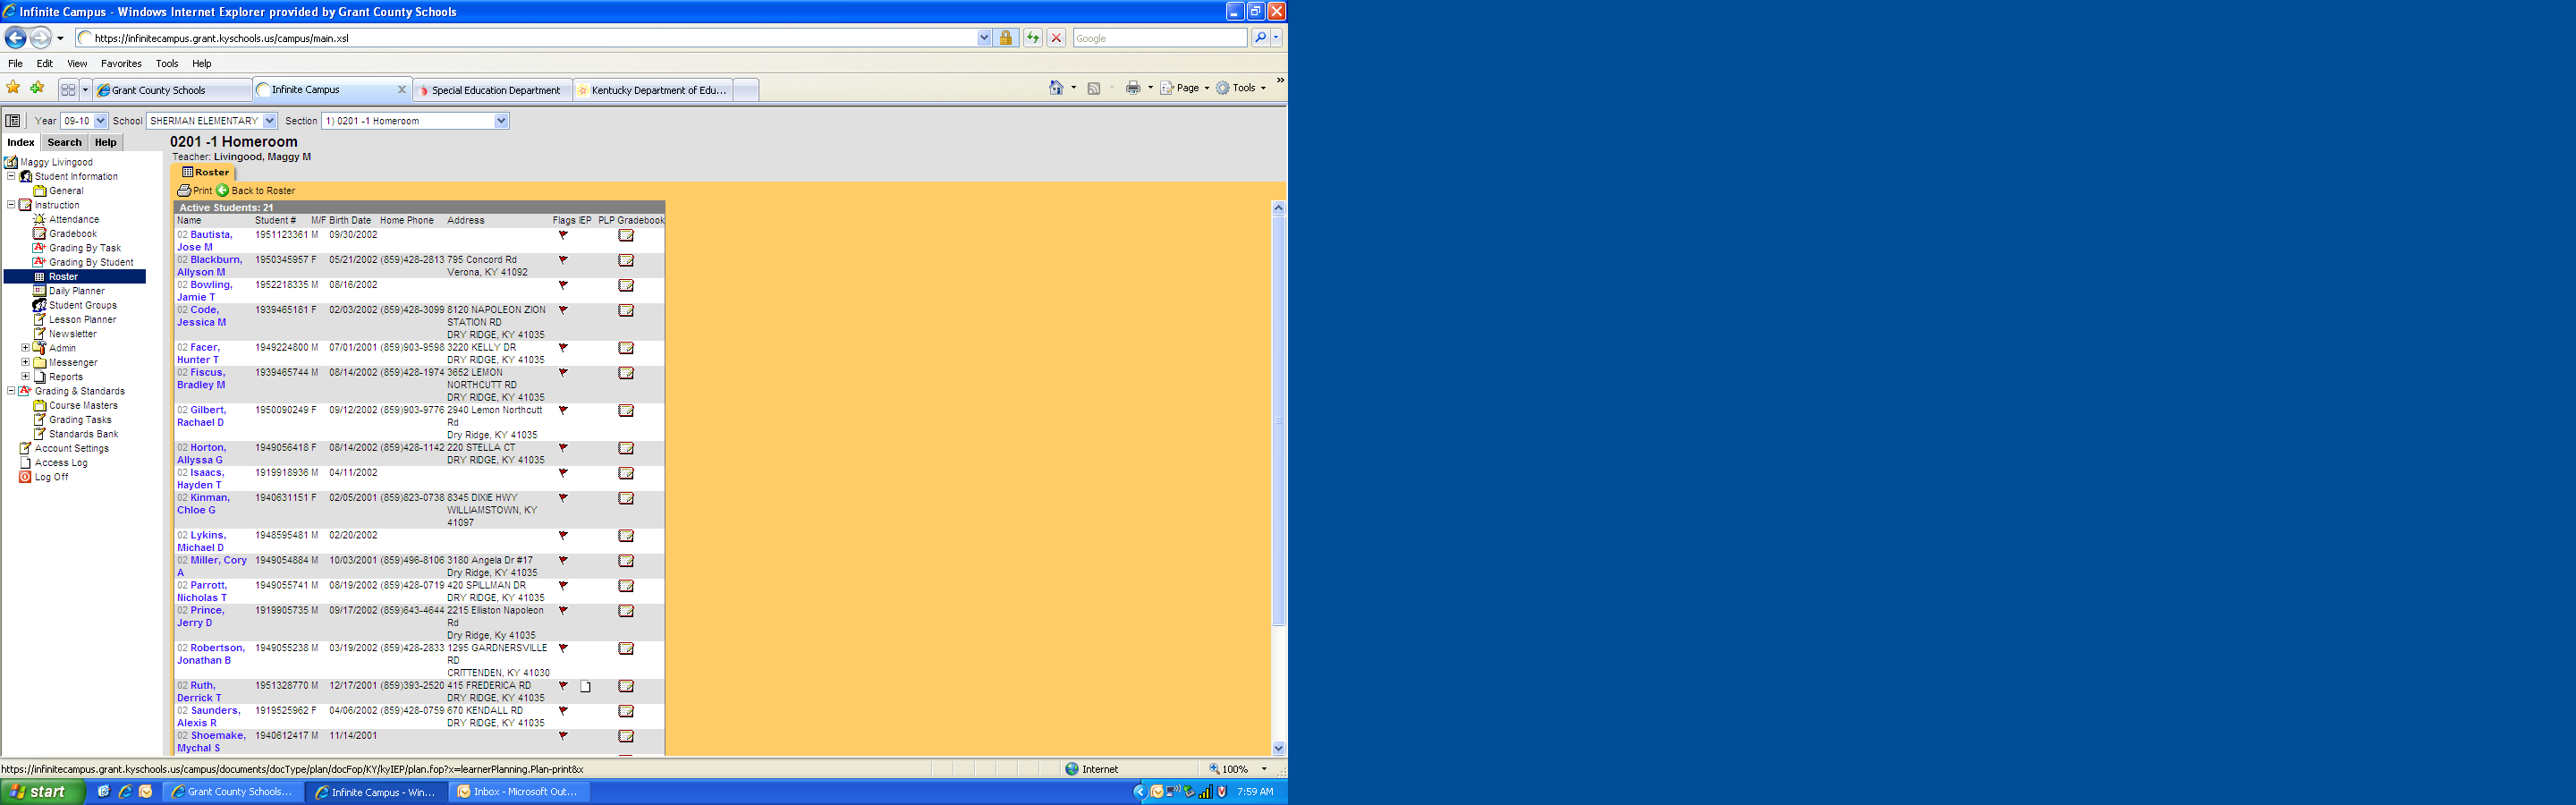 Infinite Campus - Windows Internet Explorer provided by Grant County Schools
https://infinitecampus.grant.kyschools.us/campus/main.xsl
Google
File Edit View Favorites Tools Help
Grant County Schools
Infinite Campus
Special Education Department
Kentucky Department of Edu...
Page Tools
Year 09-10 School SHERMAN ELEMENTARY Section 1) 0201 -1 Homeroom
Index Search Help
Maggy Livingood
Student Information
General
Instruction
Attendance
Gradebook
Grading By Task
Grading By Student
Roster
Daily Planner
Student Groups
Lesson Planner
Newsletter
Admin
Messenger
Reports
Grading & Standards
Course Masters
Grading Tasks
Standards Bank
Account Settings
Access Log
Log Off
0201 -1 Homeroom
Teacher: Livingood, Maggy M
Roster
Print Back to Roster
Active Students: 21
Name Student # M/F Birth Date Home Phone Address Flags IEP PLP Gradebook
02 Bautista, 1951123361 M 09/30/2002
Jose M
02 Blackburn, 1950345957 F 05/21/2002 (859)428-2813 795 Concord Rd
Allyson M Verona, KY 41092
02 Bowling, 1952218335 M 08/16/2002
Jamie T
02 Code, 1939465181 F 02/03/2002 (859)428-3099 8120 NAPOLEON ZION
Jessica M STATION RD
DRY RIDGE, KY 41035
02 Facer, 1949224800 M 07/01/2001 (859)903-9598 3220 KELLY DR
Hunter T DRY RIDGE, KY 41035
02 Fiscus, 1939465744 M 08/14/2002 (859)428-1974 3652 LEMON
Bradley M NORTHCUTT RD
DRY RIDGE, KY 41035
02 Gilbert, 1950090249 F 09/12/2002 (859)903-9776 2940 Lemon Northcutt
Rachael D Rd
Dry Ridge, KY 41035
02 Horton, 1949056418 F 08/14/2002 (859)428-1142 220 STELLA CT
Allyssa G DRY RIDGE, KY 41035
02 Isaacs, 1919918936 M 04/11/2002
Hayden T
02 Kinman, 1940631151 F 02/05/2001 (859)823-0738 8345 DIXIE HWY
Chloe G WILLIAMSTOWN, KY
41097
02 Lykins, 1948595481 M 02/20/2002
Michael D
02 Miller, Cory 1949054884 M 10/03/2001 (859)496-8106 3180 Angela Dr #17
A Dry Ridge, KY 41035
02 Parrott, 1949055741 M 08/19/2002 (859)428-0719 420 SPILLMAN DR
Nicholas T DRY RIDGE, KY 41035
02 Prince, 1919905735 M 09/17/2002 (859)643-4644 2215 Elliston Napoleon
Jerry D Rd
Dry Ridge, Ky 41035
02 Robertson, 1949055238 M 03/19/2002 (859)428-2833 1295 GARDNERSVILLE
Jonathan B RD
CRITTENDEN, KY 41030
02 Ruth, 1951328770 M 12/17/2001 (859)393-2520 415 FREDERICA RD
Derrick T DRY RIDGE, KY 41035
02 Saunders, 1919525962 F 04/06/2002 (859)428-0759 670 KENDALL RD
Alexis R DRY RIDGE, KY 41035
02 Shoemake, 1940612417 M 11/14/2001
Mychal S
https://infinitecampus.grant.kyschools.us/campus/documents/docType/plan/docFop/KY/kyIEP/plan.fop?x=learnerPlanning.Plan-print&x
Internet
100%
start
Grant County Schools...
Infinite Campus - Win...
Inbox - Microsoft Out...
7:59 AM